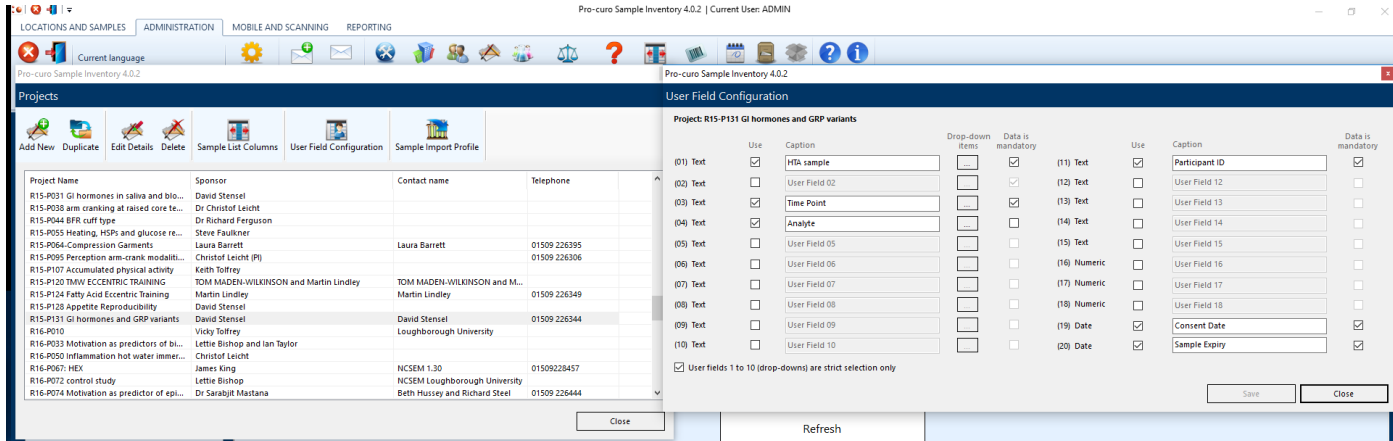 Pro-curo Sample Inventory 4.0.2 | Current User: ADMIN
LOCATIONS AND SAMPLES ADMINISTRATION MOBILE AND SCANNING REPORTING
Current language
Pro-curo Sample Inventory 4.0.2
Projects
Add New Duplicate Edit Details Delete Sample List Columns User Field Configuration Sample Import Profile
Project Name Sponsor Contact name Telephone
R15-P031 GI hormones in saliva and blo... David Stensel
R15-P038 arm cranking at raised core te... Dr Christof Leicht
R15-P044 BFR cuff type Dr Richard Ferguson
R15-P055 Heating, HSPs and glucose re... Steve Faulkner
R15-P064-Compression Garments Laura Barrett Laura Barrett 01509 226395
R15-P095 Perception arm-crank modaliti... Christof Leicht (PI) 01509 226306
R15-P107 Accumulated physical activity Keith Tolfrey
R15-P120 TMW ECCENTRIC TRAINING TOM MADEN-WILKINSON and Martin Lindley TOM MADEN-WILKINSON and M...
R15-P124 Fatty Acid Eccentric Training Martin Lindley Martin Lindley 01509 226349
R15-P128 Appetite Reproducibility David Stensel
R15-P131 GI hormones and GRP variants David Stensel David Stensel 01509 226344
R16-P010 Vicky Tolfrey Loughborough University
R16-P033 Motivation as predictors of bi... Lettie Bishop and Ian Taylor
R16-P050 Inflammation hot water immer... Christof Leicht
R16-P067: HEX James King NCSEM 1.30 01509228457
R16-P072 control study Lettie Bishop NCSEM Loughborough University
R16-P074 Motivation as predictor of epi... Dr Sarabjit Mastana Beth Hussey and Richard Steel 01509 226444
Close
Pro-curo Sample Inventory 4.0.2
User Field Configuration
Project: R15-P131 GI hormones and GRP variants
Use Caption Drop-down items Data is mandatory Use Caption Data is mandatory
(01) Text HTA sample ... (11) Text Participant ID
(02) Text User Field 02 ... (12) Text User Field 12
(03) Text Time Point ... (13) Text User Field 13
(04) Text Analyte ... (14) Text User Field 14
(05) Text User Field 05 ... (15) Text User Field 15
(06) Text User Field 06 ... (16) Numeric User Field 16
(07) Text User Field 07 ... (17) Numeric User Field 17
(08) Text User Field 08 ... (18) Numeric User Field 18
(09) Text User Field 09 ... (19) Date Consent Date
(10) Text User Field 10 ... (20) Date Sample Expiry
User fields 1 to 10 (drop-downs) are strict selection only
Save Close
Refresh